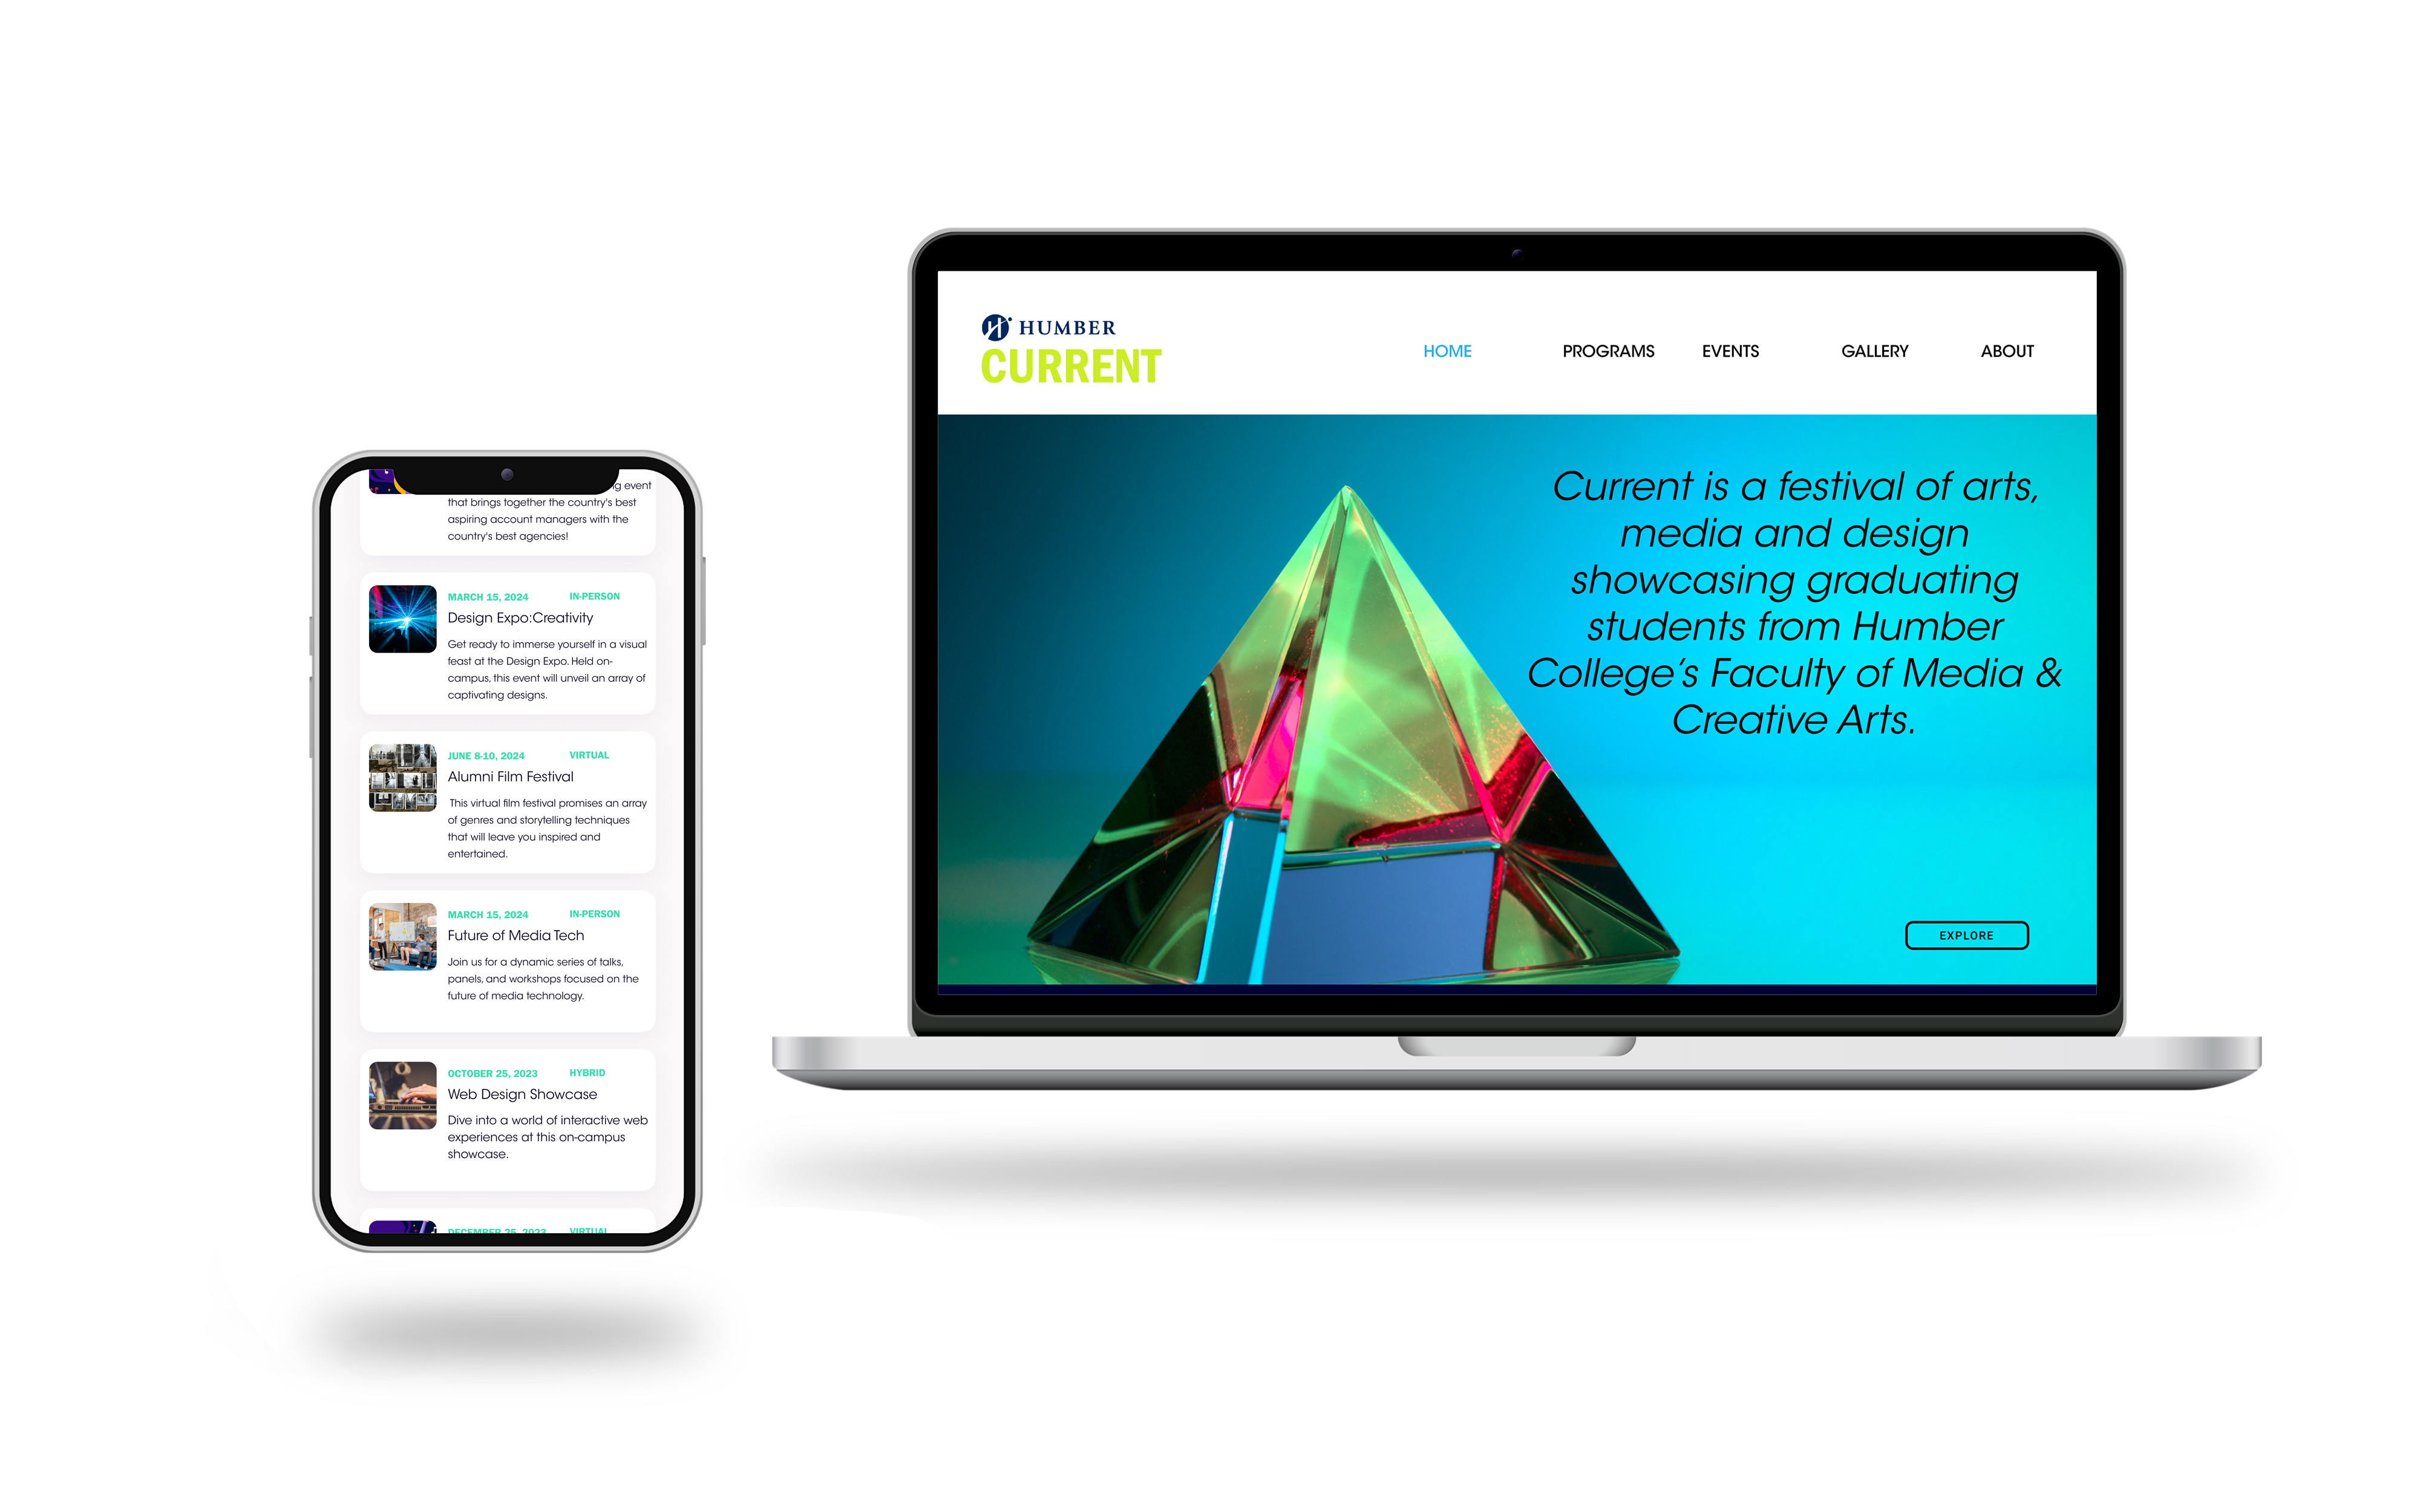 g event
that brings together the country's best
aspiring account managers with the
country's best agencies!
MARCH 15, 2024 IN-PERSON
Design Expo:Creativity
Get ready to immerse yourself in a visual
feast at the Design Expo. Held on-
campus, this event will unveil an array of
captivating designs.
JUNE 8-10, 2024 VIRTUAL
Alumni Film Festival
This virtual film festival promises an array
of genres and storytelling techniques
that will leave you inspired and
entertained.
MARCH 15, 2024 IN-PERSON
Future of Media Tech
Join us for a dynamic series of talks,
panels, and workshops focused on the
future of media technology.
OCTOBER 25, 2023 HYBRID
Web Design Showcase
Dive into a world of interactive web
experiences at this on-campus
showcase.
DECEMBER 25, 2023 VIRTUAL
HUMBER
CURRENT
HOME PROGRAMS EVENTS GALLERY ABOUT
Current is a festival of arts,
media and design
showcasing graduating
students from Humber
College’s Faculty of Media &
Creative Arts.
EXPLORE